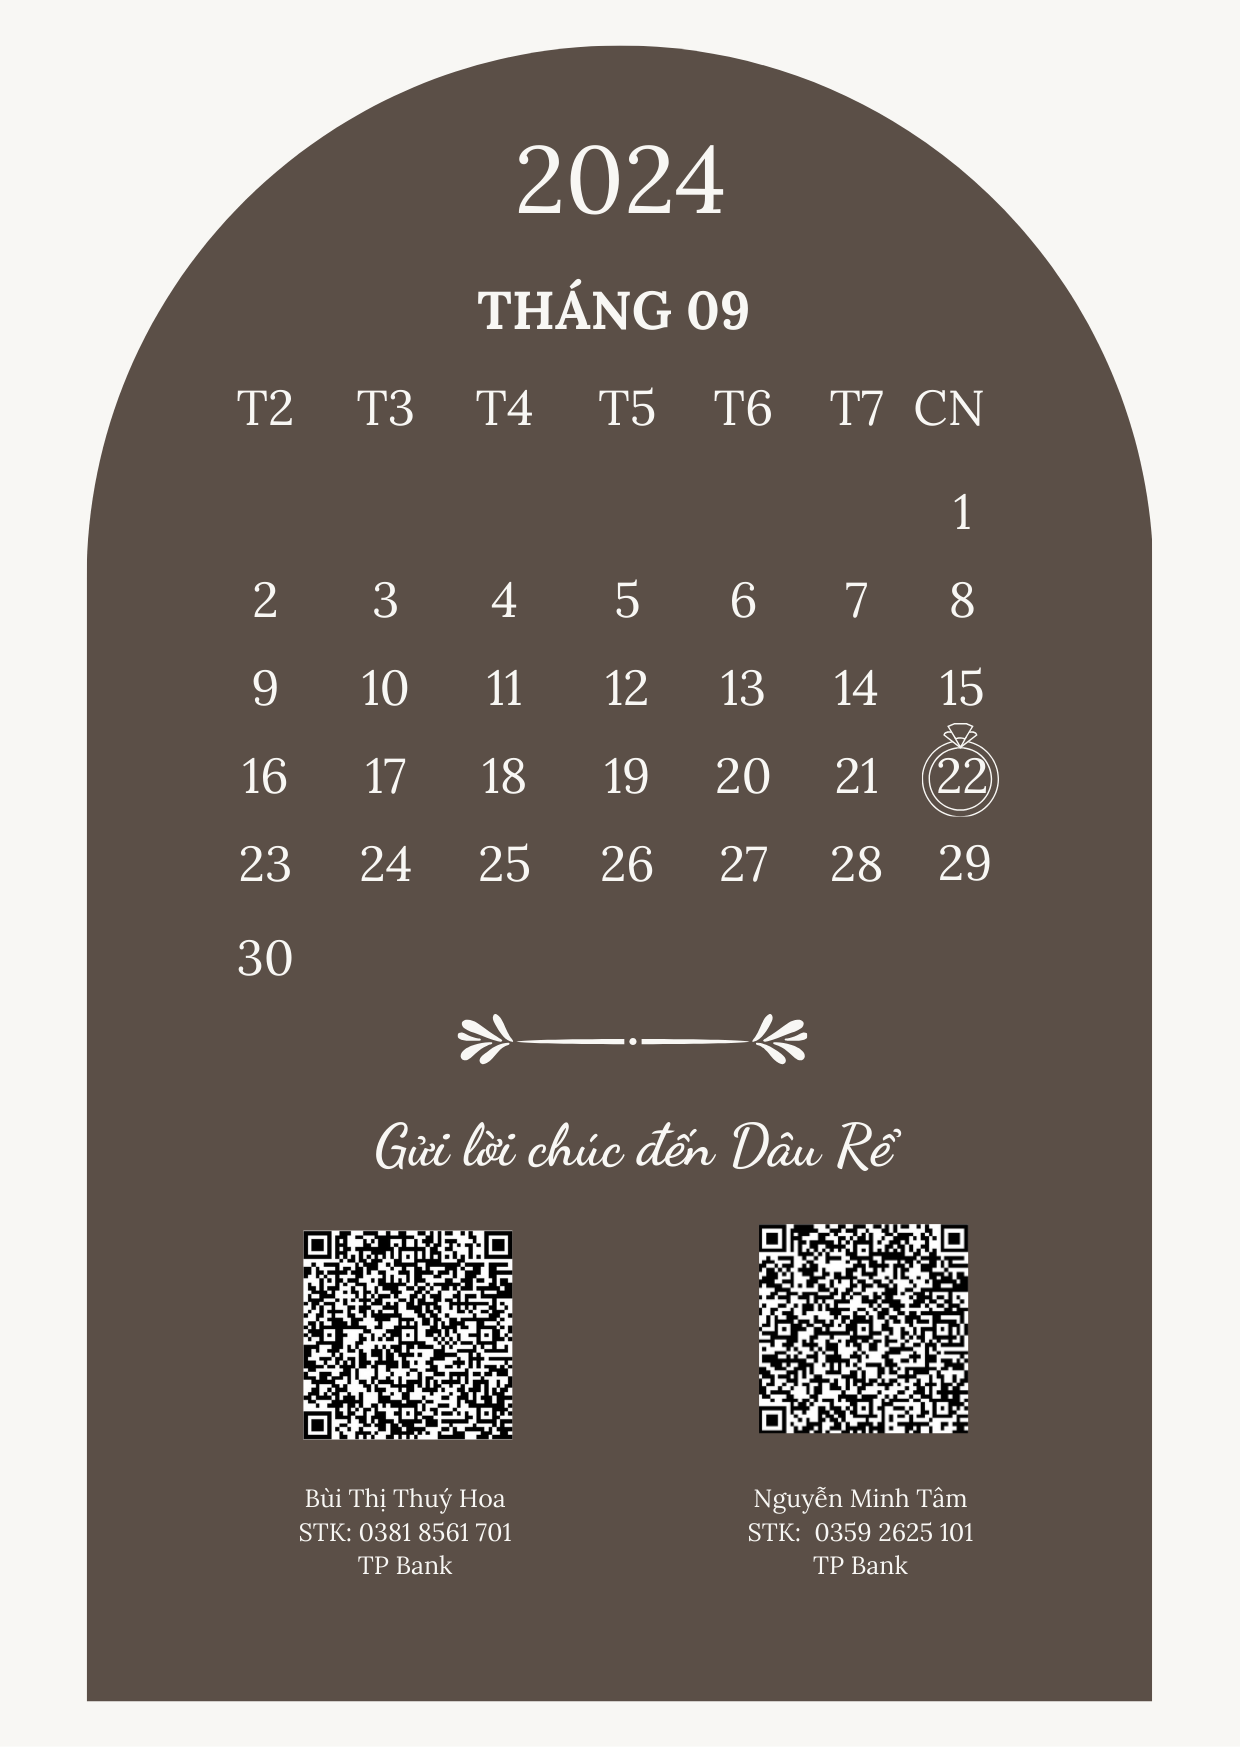 2024
THÁNG 09
T2 T3 T4 T5 T6 T7 CN
1
2 3 4 5 6 7 8
9 10 11 12 13 14 15
16 17 18 19 20 21 22
23 24 25 26 27 28 29
30
Gửi lời chúc đến Dâu Rể
Bùi Thị Thuý Hoa
STK: 0381 8561 701
TP Bank
Nguyễn Minh Tâm
STK: 0359 2625 101
TP Bank